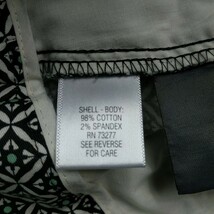 SHELL - BODY:
98% COTTON
2% SPANDEX
RN 73277
SEE REVERSE
FOR CARE